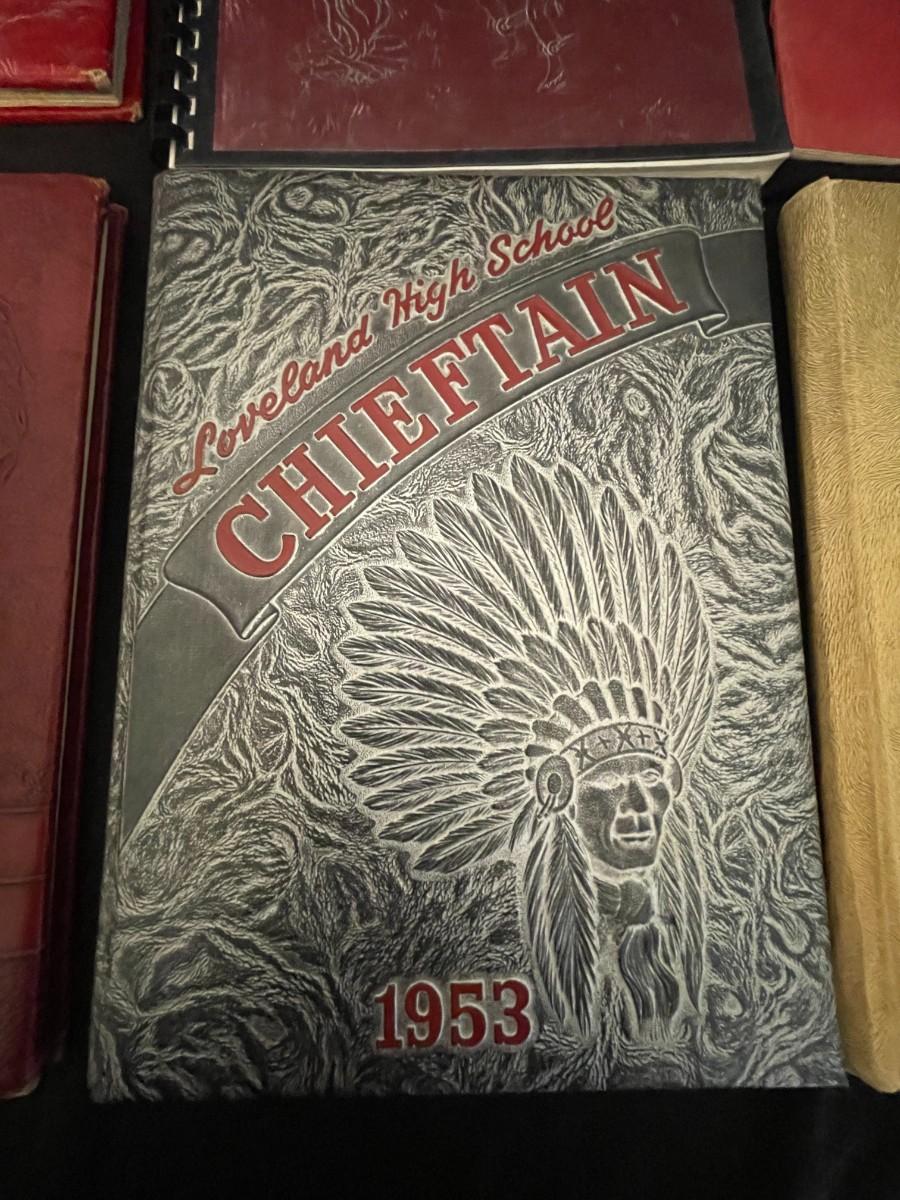 Loveland High School
CHIEFTAIN
1953